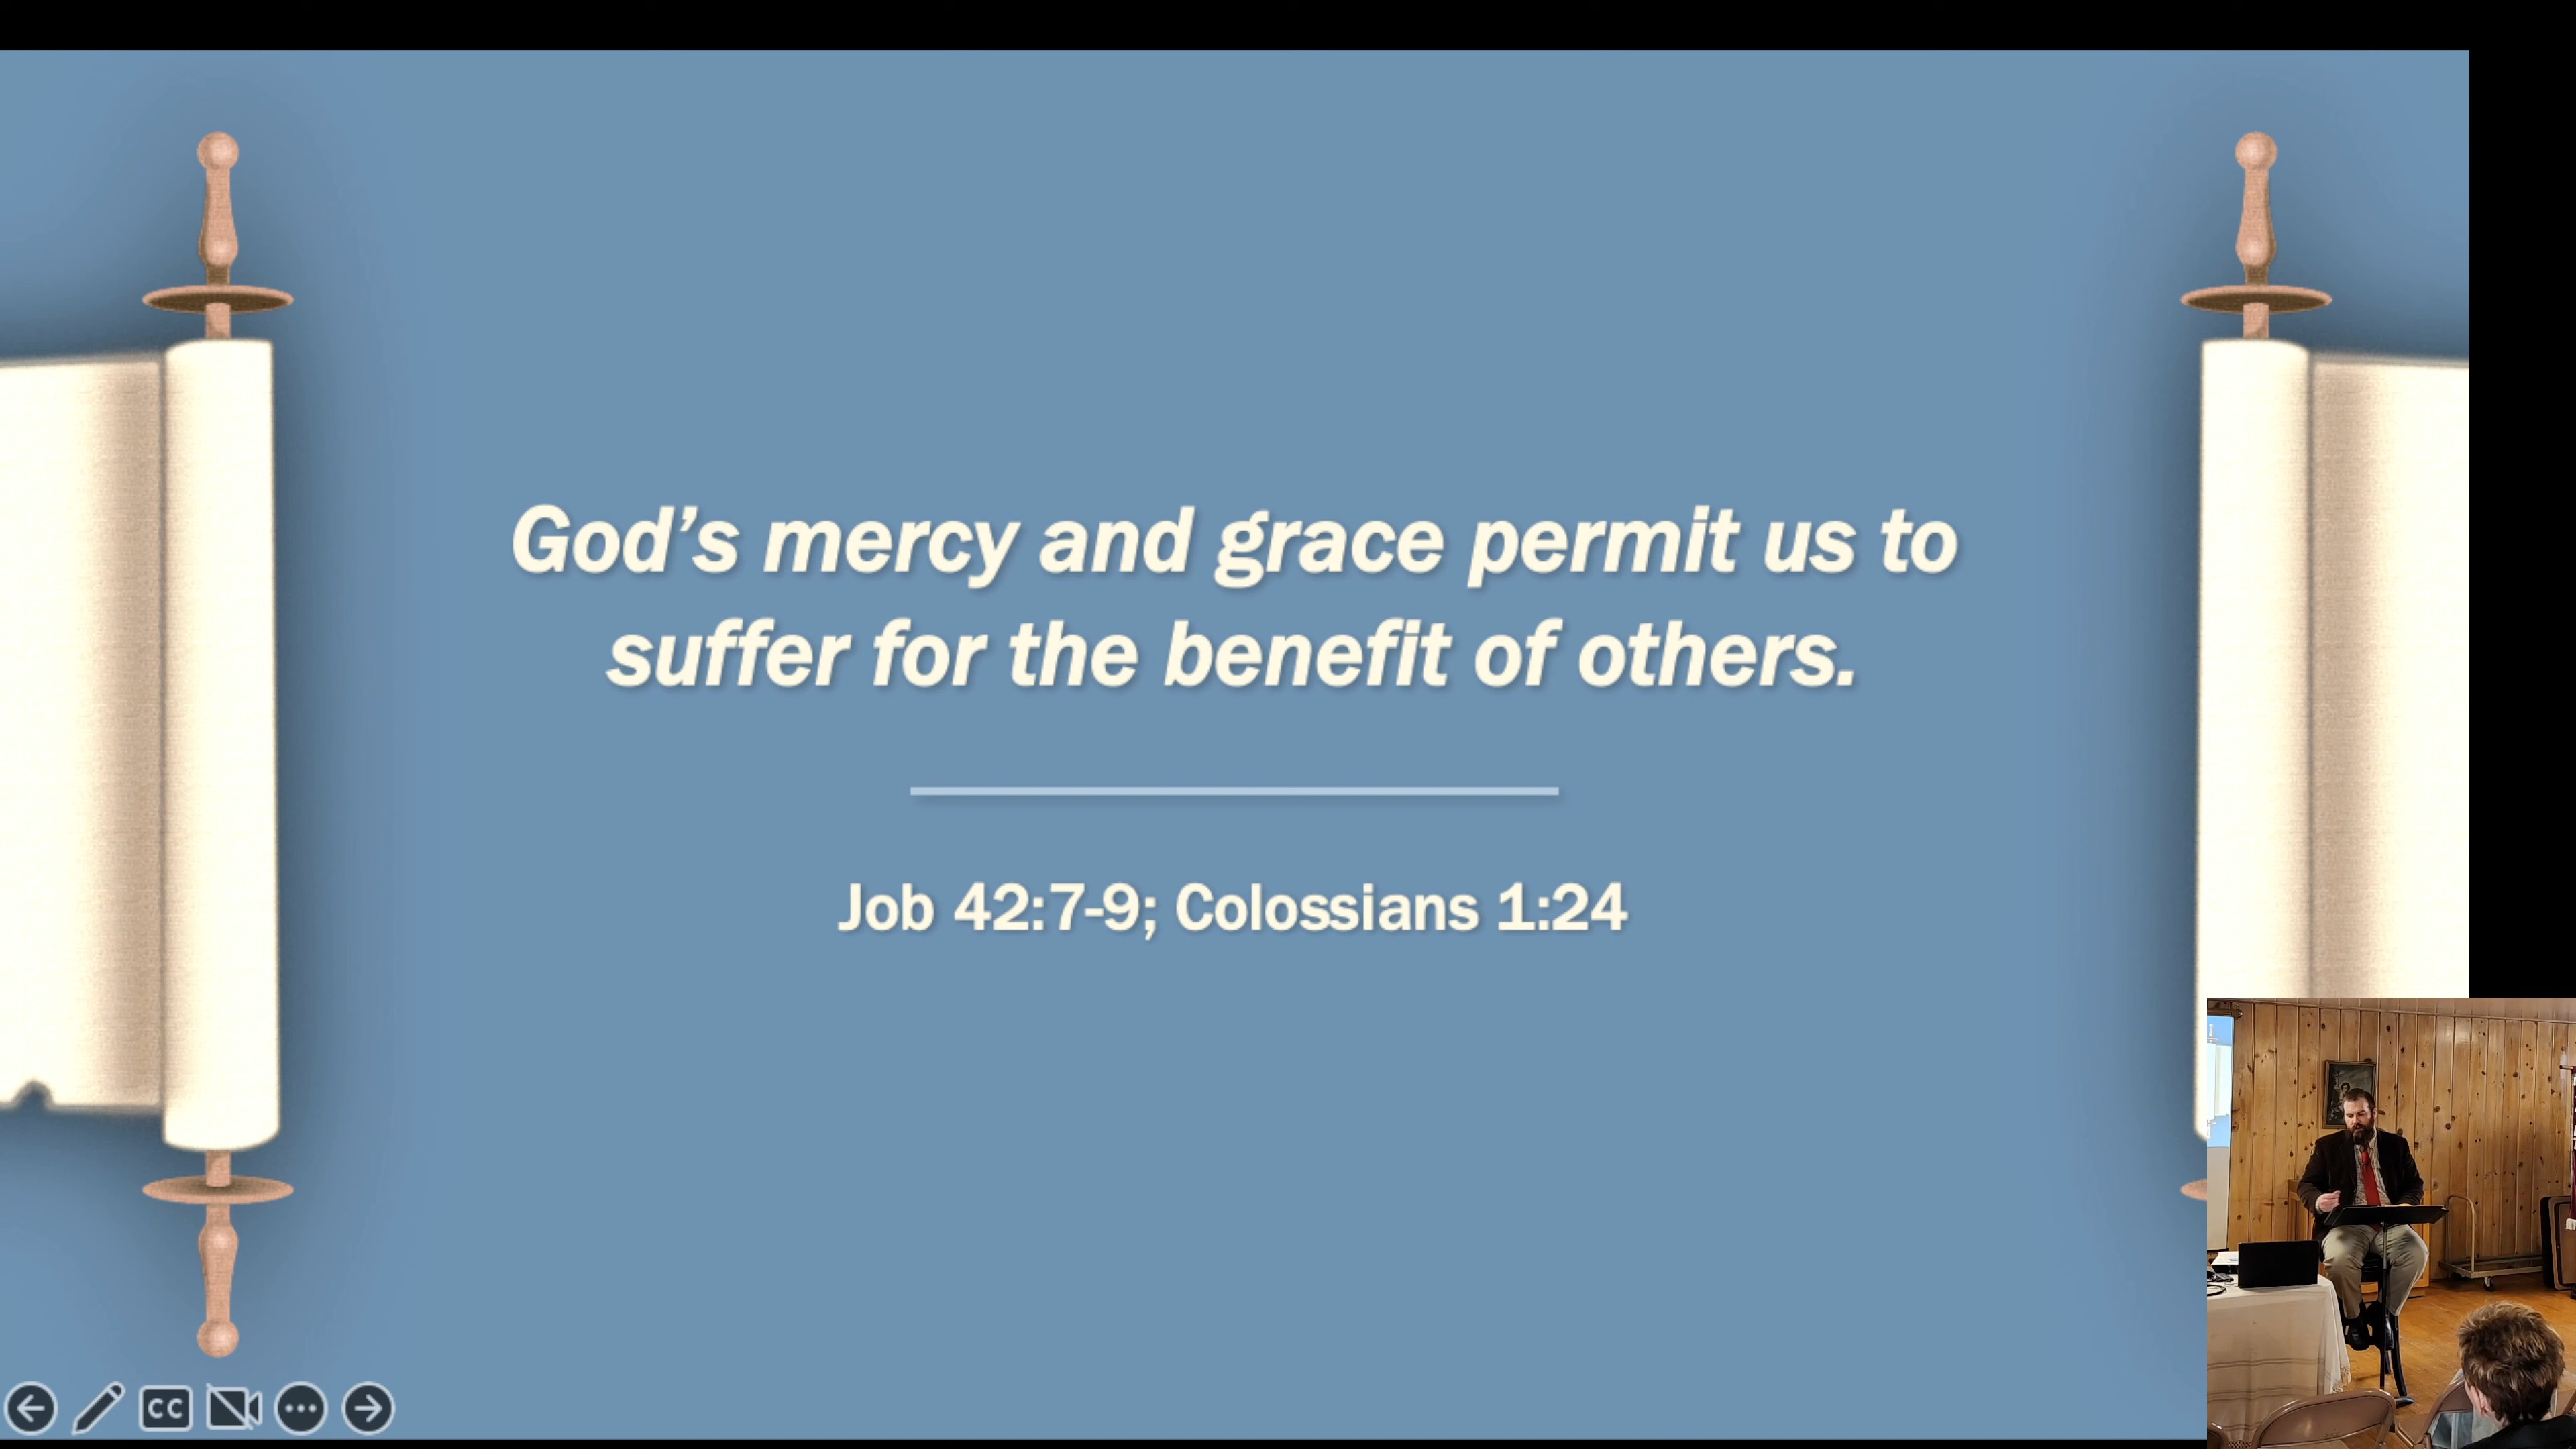 God’s mercy and grace permit us to
suffer for the benefit of others.
Job 42:7-9; Colossians 1:24
CC